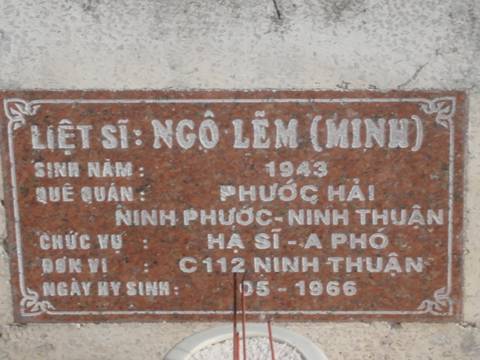 LIỆT SĨ: NGÔ LẼM (MINH)
SINH NĂM: 1943
QUÊ QUÁN: PHƯỚC HẢI
NINH PHƯỚC-NINH THUẬN
CHỨC VỤ : HẠ SĨ - A PHÓ
ĐƠN VỊ : C112 NINH THUẬN
NGÀY HY SINH: 05 - 1966